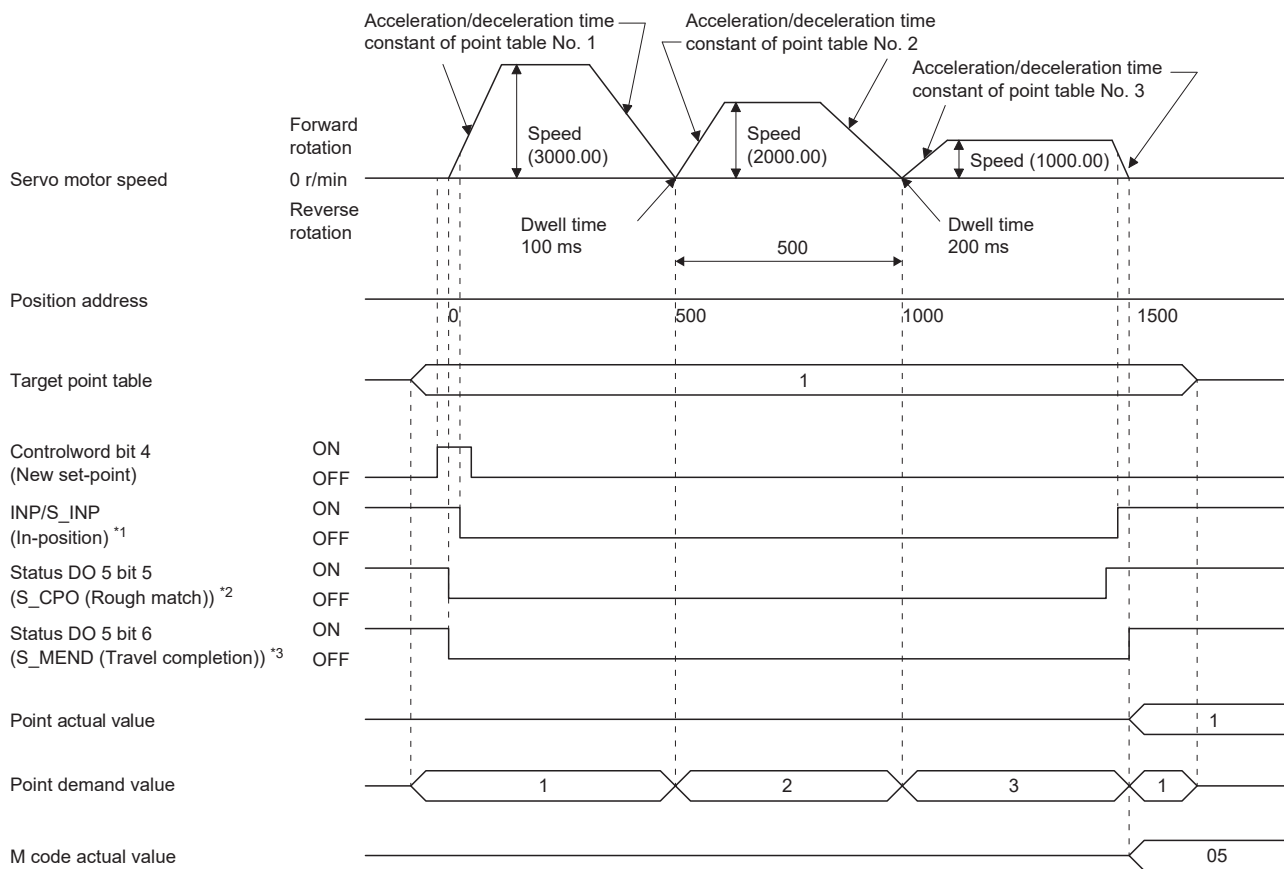 Acceleration/deceleration time
constant of point table No. 1
Acceleration/deceleration time
constant of point table No. 2
Acceleration/deceleration time
constant of point table No. 3
Forward
rotation
Speed
(3000.00)
Speed
(2000.00)
Speed (1000.00)
Servo motor speed
0 r/min
Reverse
rotation
Dwell time
100 ms
Dwell time
200 ms
500
Position address
0
500
1000
1500
Target point table
1
Controlword bit 4
(New set-point)
ON
OFF
INP/S_INP
(In-position) *1
ON
OFF
Status DO 5 bit 5
(S_CPO (Rough match)) *2
ON
OFF
Status DO 5 bit 6
(S_MEND (Travel completion)) *3
ON
OFF
Point actual value
1
Point demand value
1
2
3
1
M code actual value
05